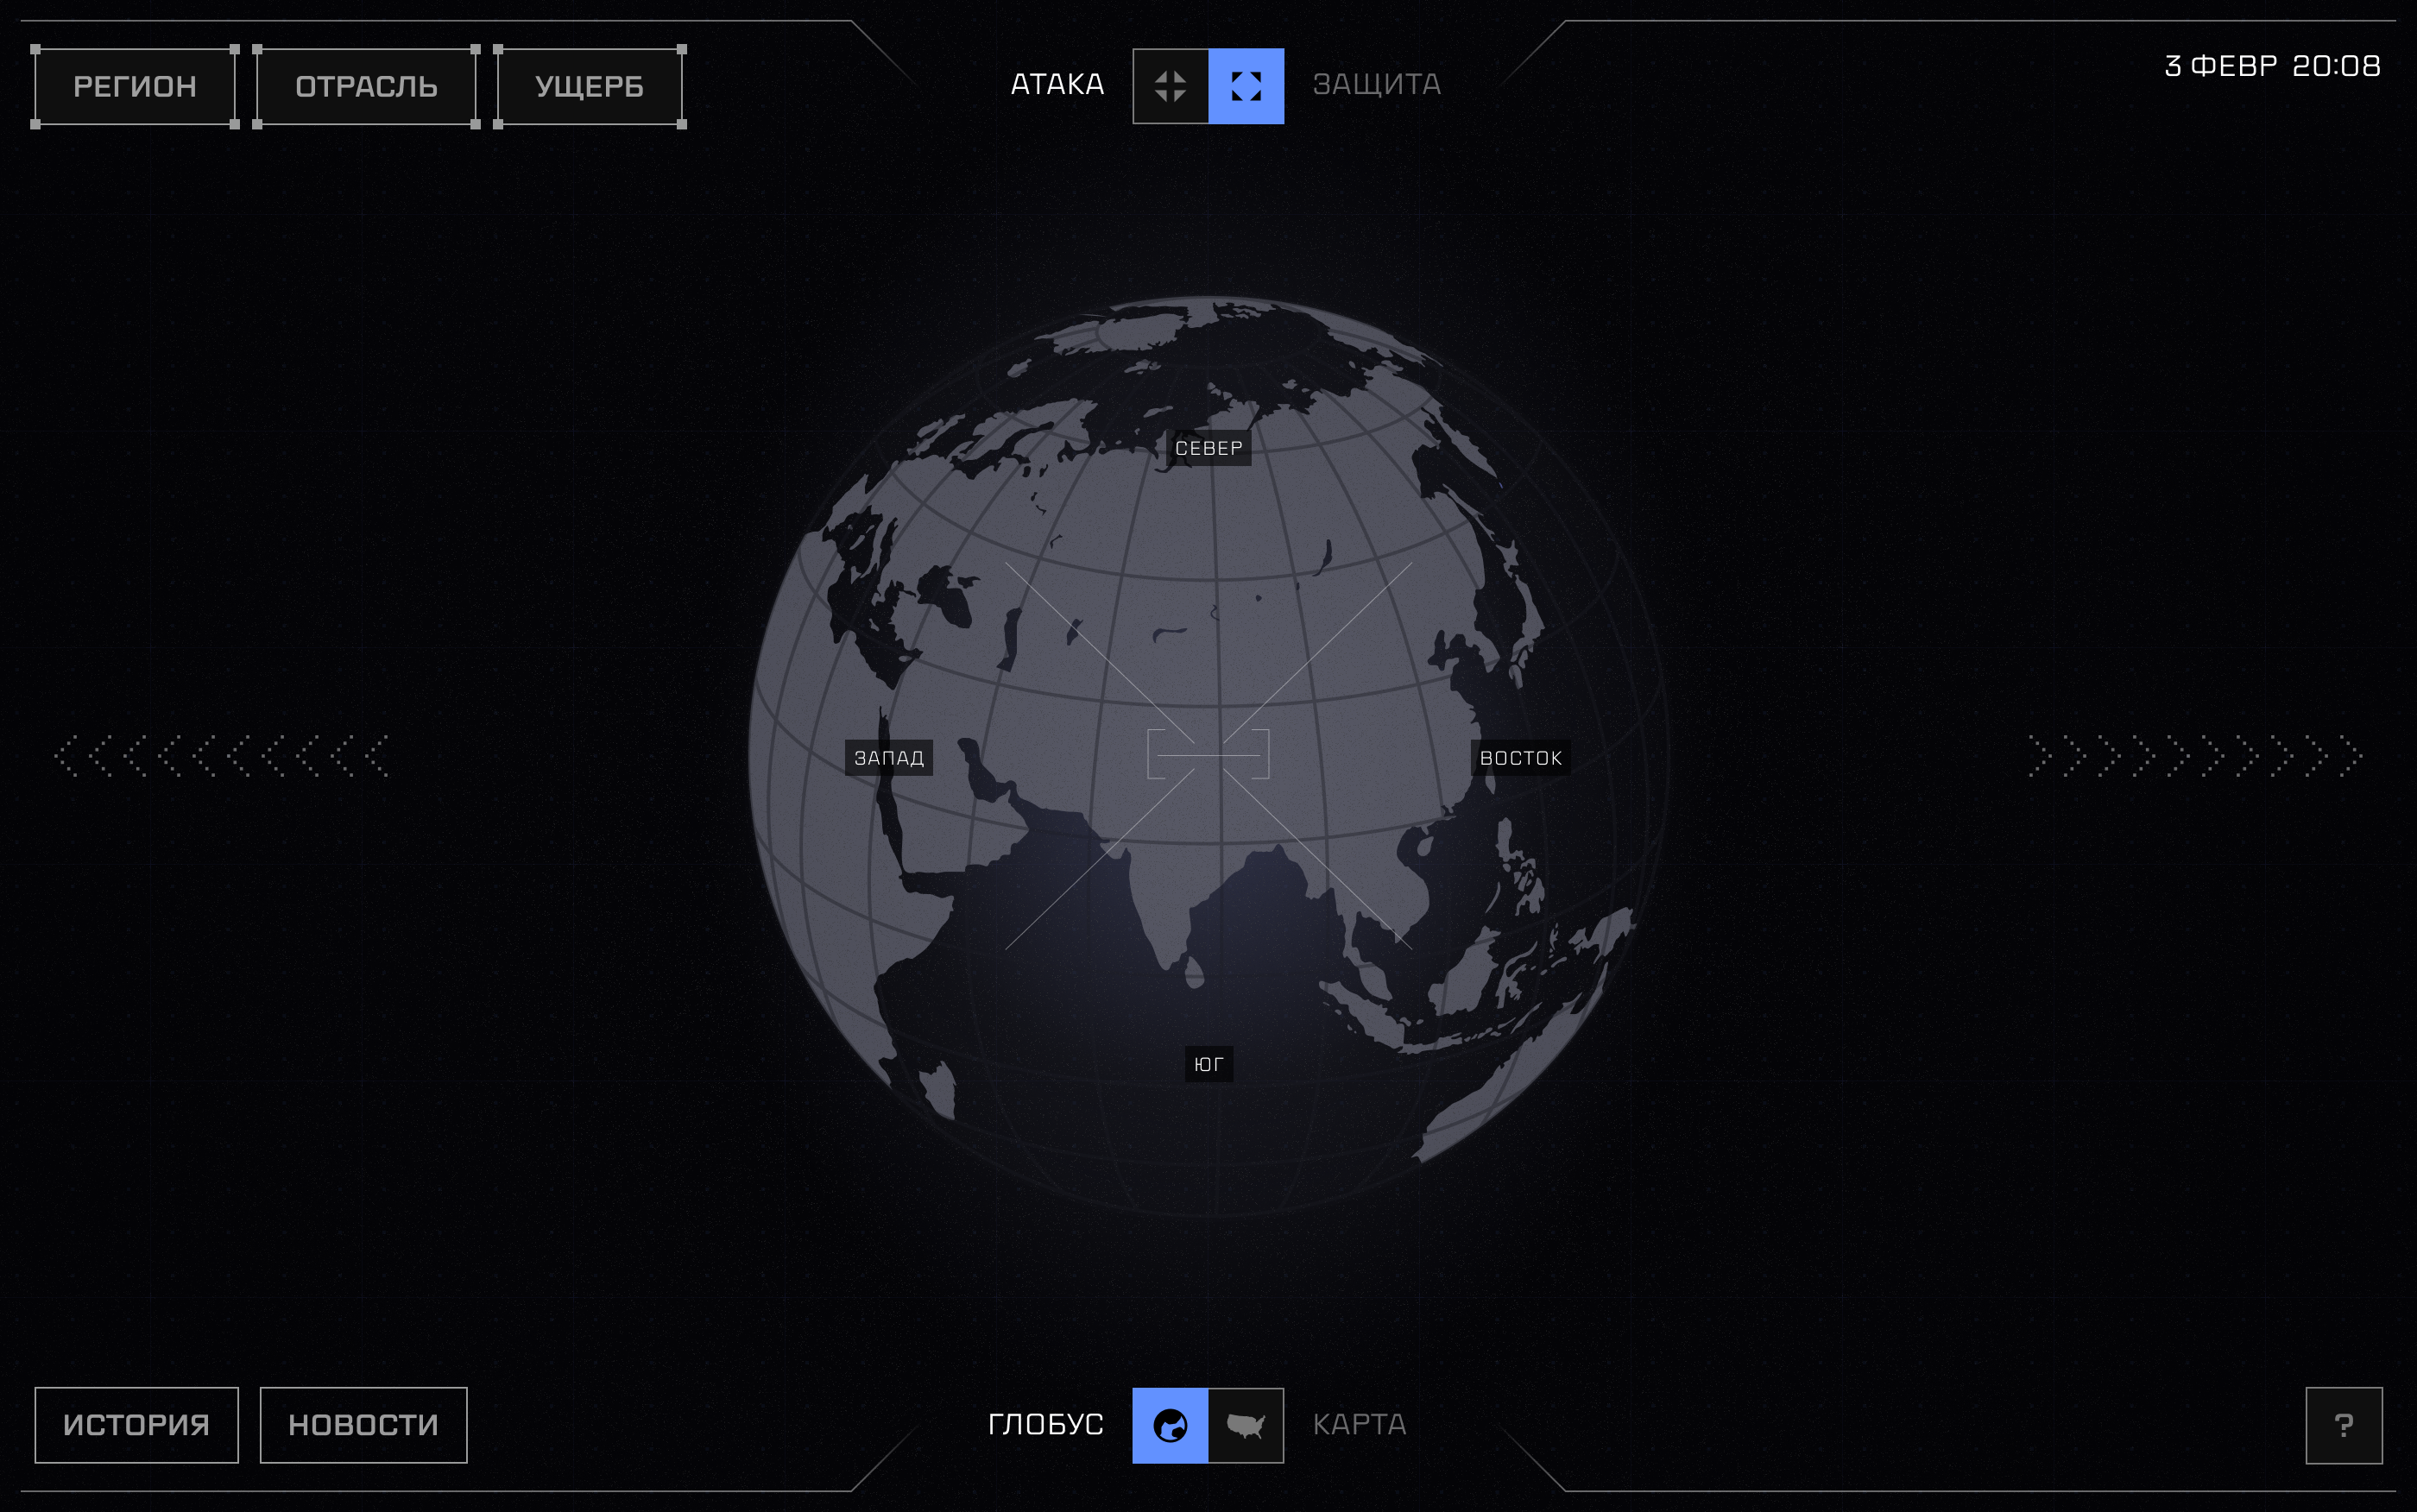 РЕГИОН
ОТРАСЛЬ
УЩЕРБ
АТАКА
ЗАЩИТА
3 ФЕВР 20:08
СЕВЕР
ЗАПАД
ВОСТОК
ЮГ
ИСТОРИЯ
НОВОСТИ
ГЛОБУС
КАРТА
?